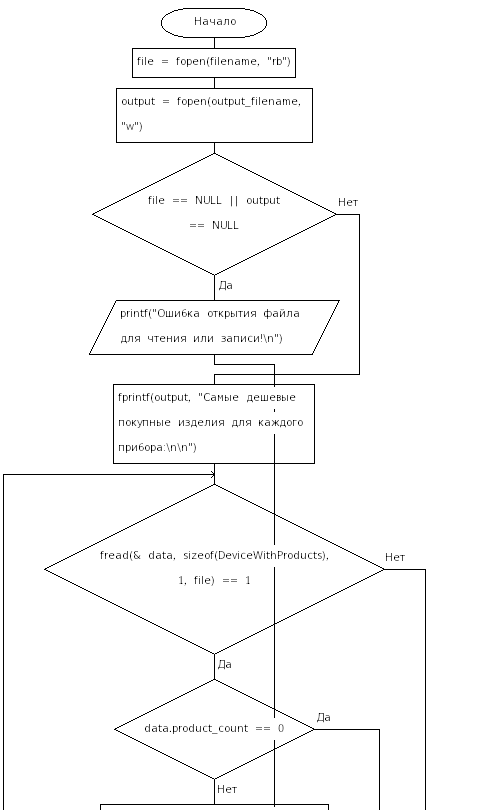 Начало
file = fopen(filename, "rb")
output = fopen(output_filename,
"w")
file == NULL || output
== NULL
Нет
Да
printf("Ошибка открытия файла
для чтения или записи!\n")
fprintf(output, "Самые дешевые
покупные изделия для каждого
прибора:\n\n")
fread(& data, sizeof(DeviceWithProducts),
1, file) == 1
Нет
Да
data.product_count == 0
Да
Нет